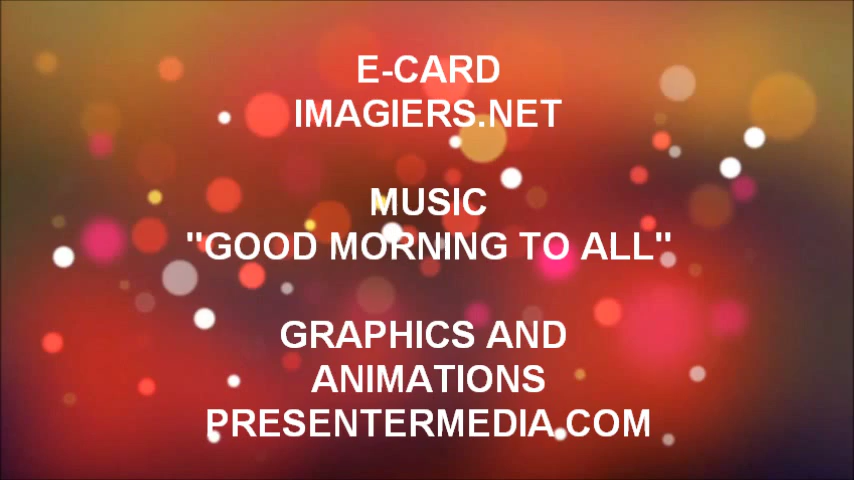 E-CARD
IMAGIERS.NET
MUSIC
"GOOD MORNING TO ALL"
GRAPHICS AND
ANIMATIONS
PRESENTERMEDIA.COM